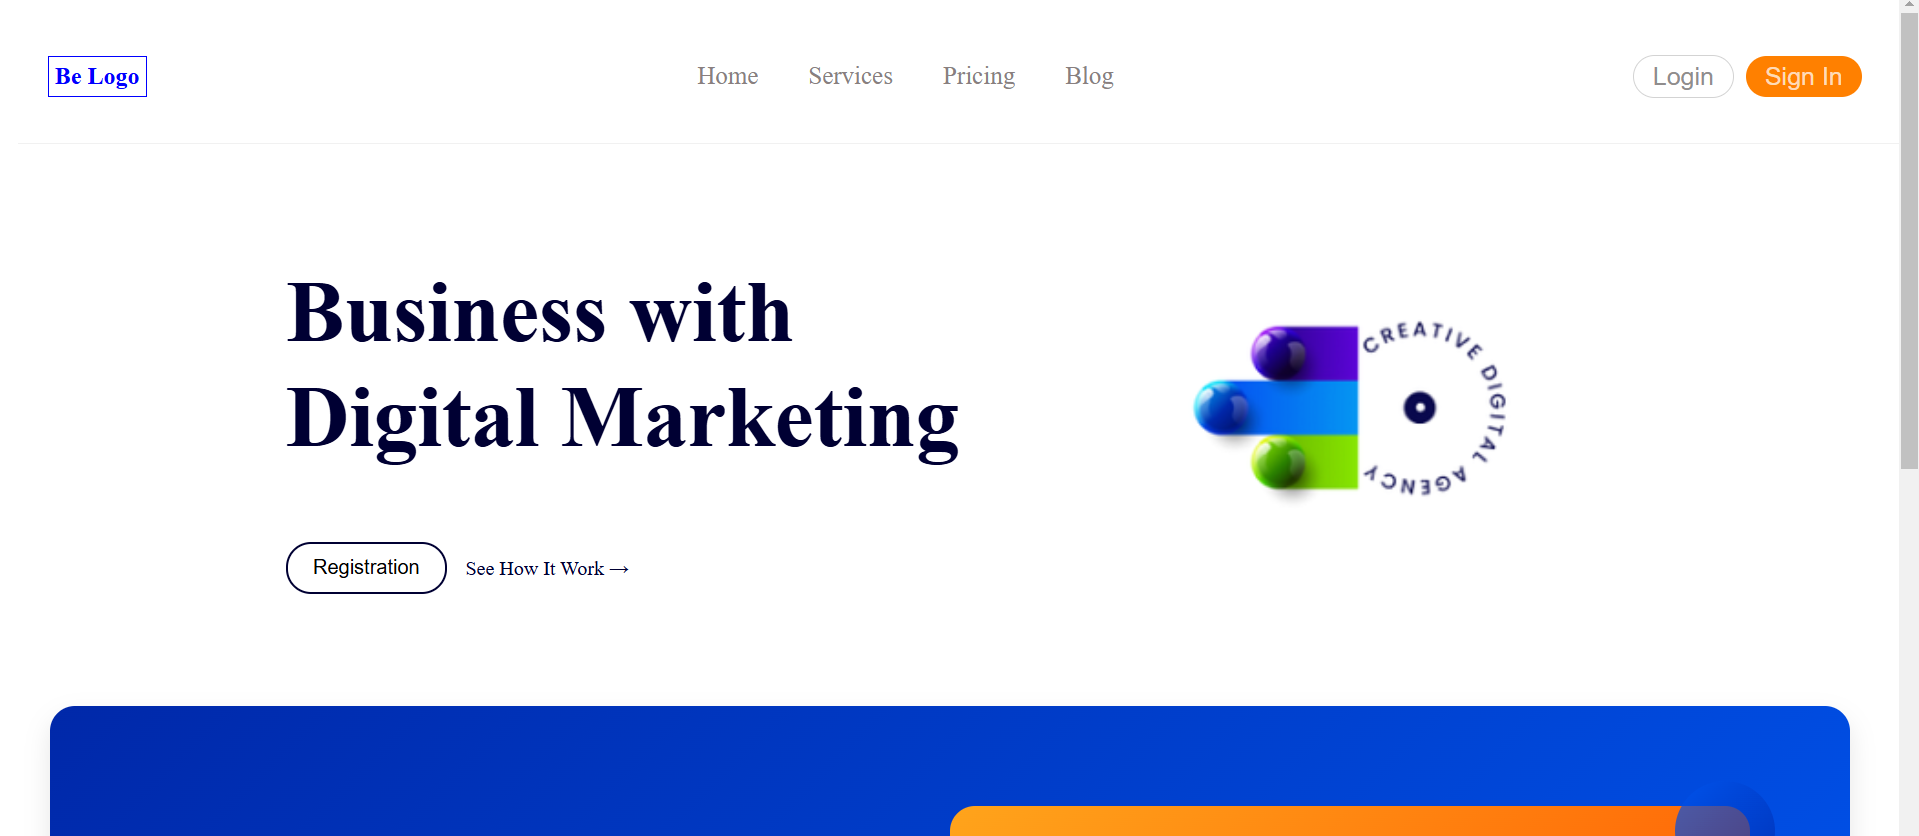 Be Logo
Home Services Pricing Blog
Login Sign In
Business with
Digital Marketing
CREATIVE DIGITAL AGENCY
Registration
See How It Work →